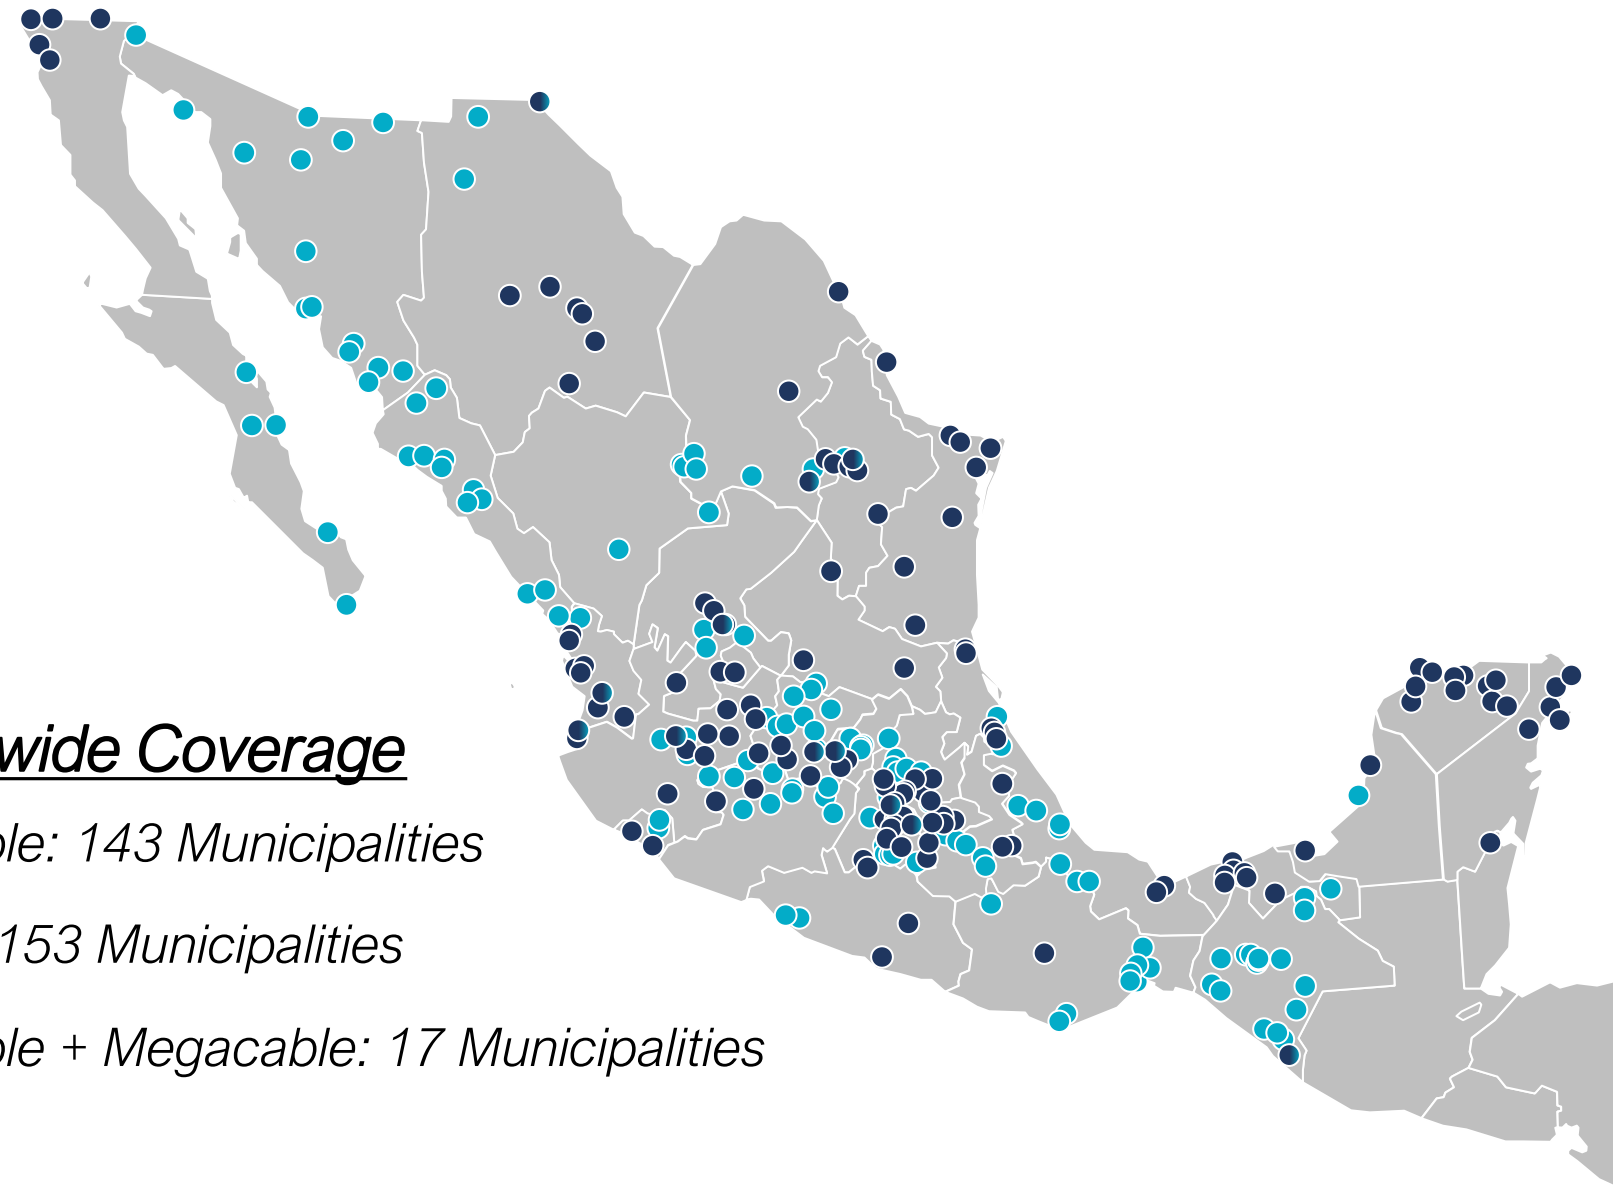 wide Coverage
ble: 143 Municipalities
153 Municipalities
ble + Megacable: 17 Municipalities